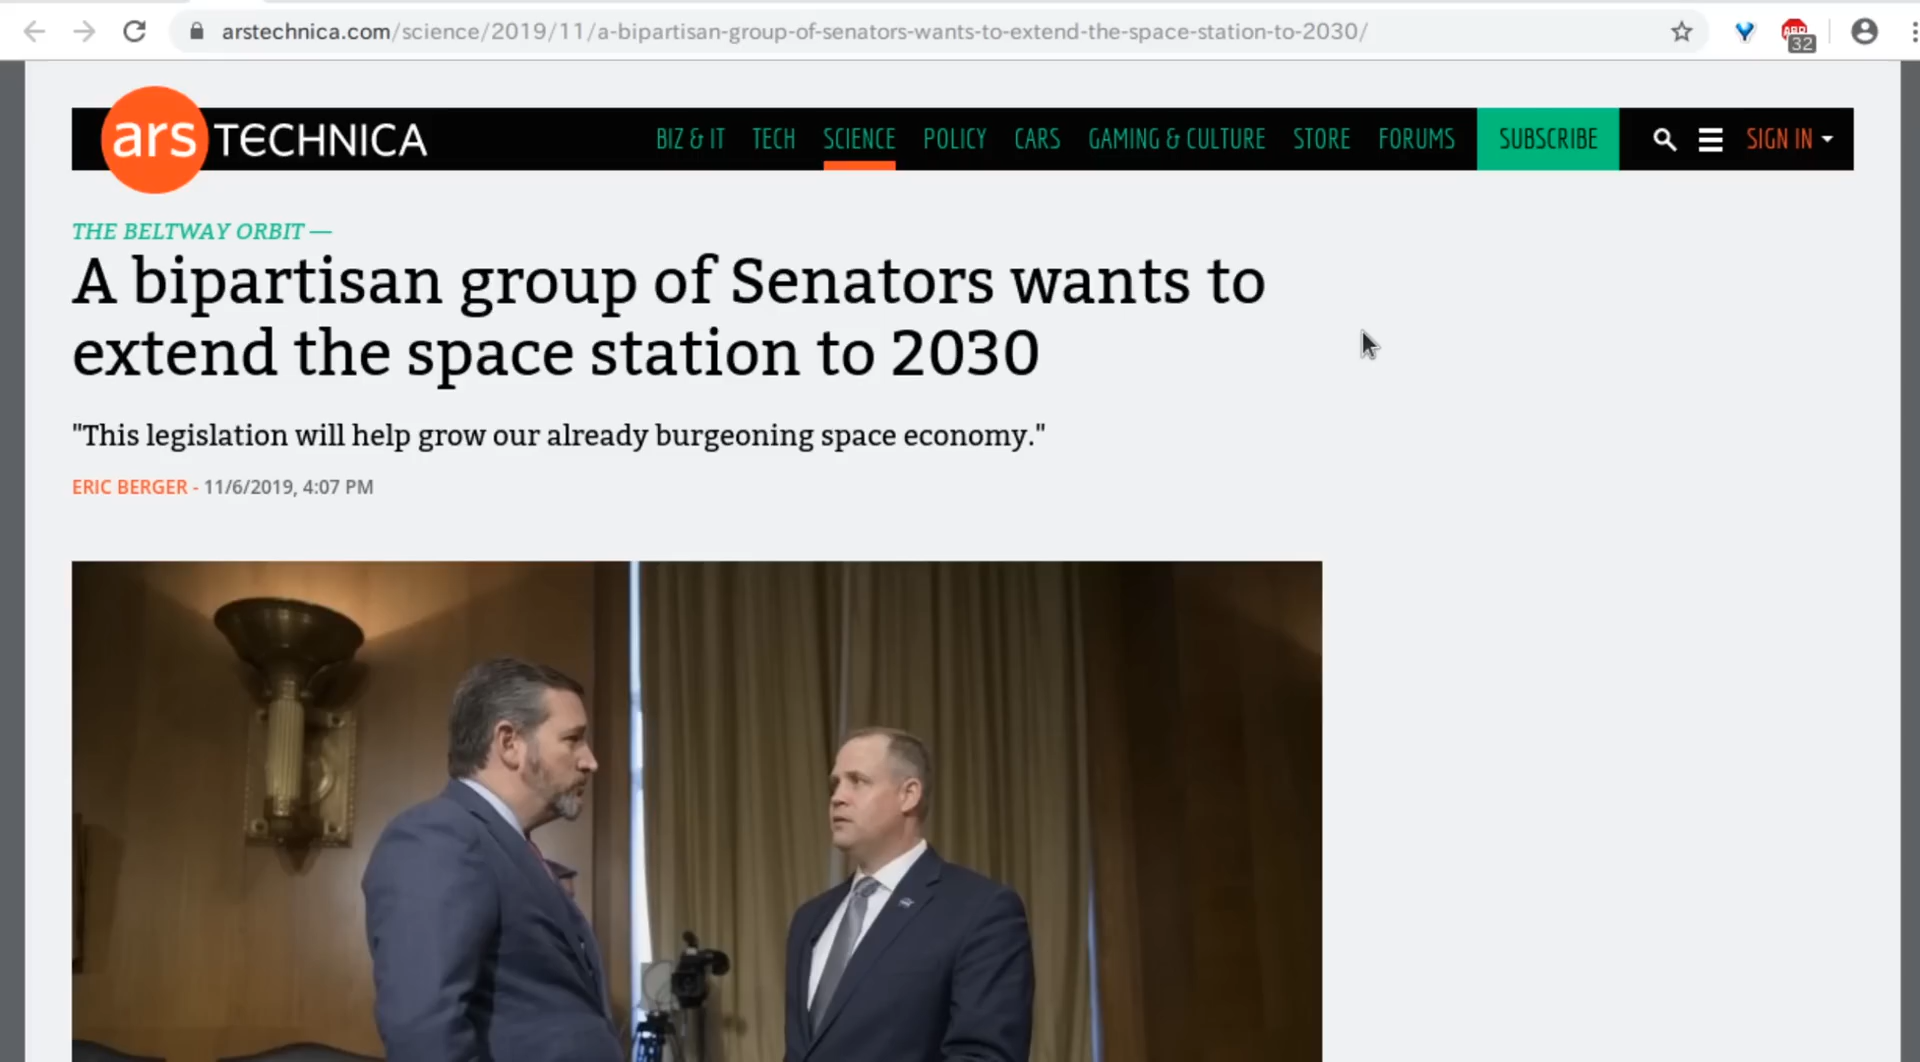 arstechnica.com/science/2019/11/a-bipartisan-group-of-senators-wants-to-extend-the-space-station-to-2030/
ABP
32
ars TECHNICA
BIZ & IT TECH SCIENCE POLICY CARS GAMING & CULTURE STORE FORUMS SUBSCRIBE SIGN IN
THE BELTWAY ORBIT —
A bipartisan group of Senators wants to
extend the space station to 2030
"This legislation will help grow our already burgeoning space economy."
ERIC BERGER - 11/6/2019, 4:07 PM